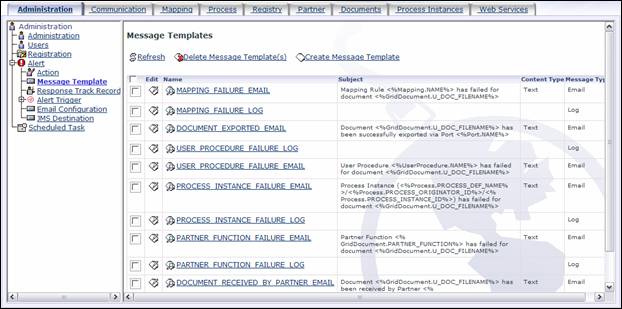 Administration Communication Mapping Process Registry Partner Documents Process Instances Web Services
Administration
Administration
Users
Registration
Alert
Action
Message Template
Response Track Record
Alert Trigger
Email Configuration
JMS Destination
Scheduled Task
Message Templates
Refresh Delete Message Template(s) Create Message Template
Edit Name Subject Content Type Message Typ
MAPPING_FAILURE_EMAIL Mapping Rule <%Mapping.NAME%> has failed for Text Email
document <%GridDocument.U_DOC_FILENAME%>
MAPPING_FAILURE_LOG Log
DOCUMENT_EXPORTED_EMAIL Document <%GridDocument.U_DOC_FILENAME%> has Text Email
been successfully exported via Port <%Port.NAME%>
USER_PROCEDURE_FAILURE_LOG Log
USER_PROCEDURE_FAILURE_EMAIL User Procedure <%UserProcedure.NAME%> has failed Text Email
for document <%GridDocument.U_DOC_FILENAME%>
PROCESS_INSTANCE_FAILURE_EMAIL Process Instance (<%Process.PROCESS_DEF_NAME% Text Email
>/<%Process.PROCESS_ORIGINATOR_ID%>/<%
Process.PROCESS_INSTANCE_ID%>) has failed for
document <%GridDocument.U_DOC_FILENAME%>
PROCESS_INSTANCE_FAILURE_LOG Log
PARTNER_FUNCTION_FAILURE_EMAIL Partner Function <% Text Email
GridDocument.PARTNER_FUNCTION%> has failed for
document <%GridDocument.U_DOC_FILENAME%>
PARTNER_FUNCTION_FAILURE_LOG Log
DOCUMENT_RECEIVED_BY_PARTNER_EMAIL Document <%GridDocument.U_DOC_FILENAME%> has Text Email
been received by Partner <%